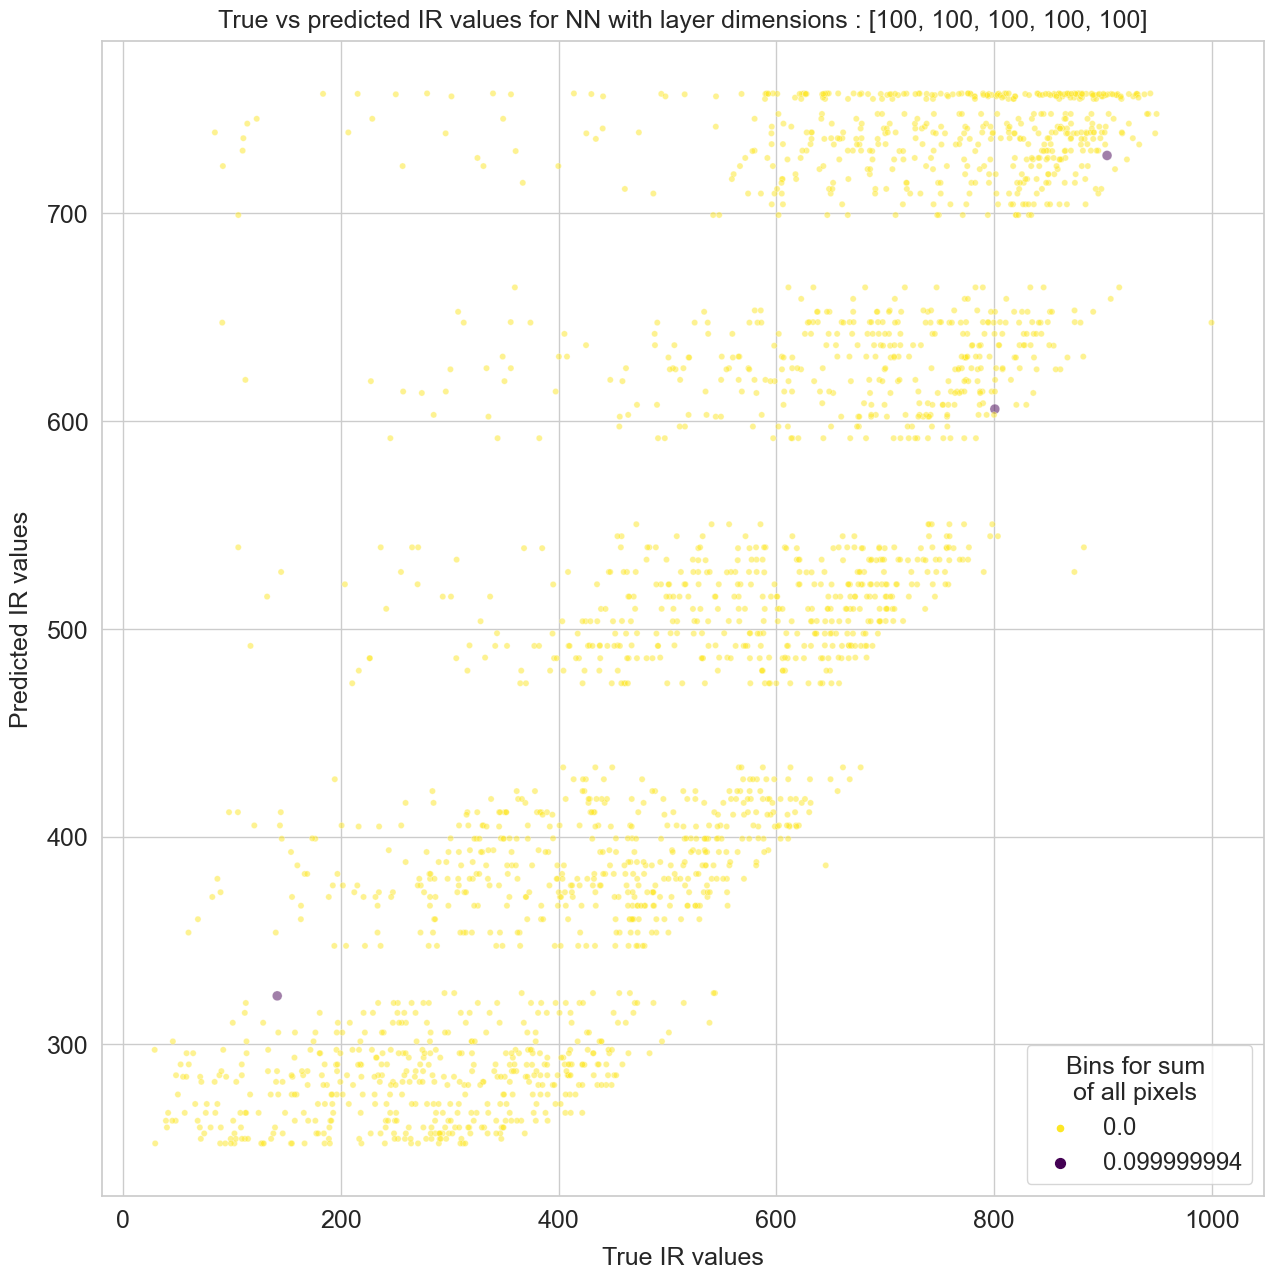 True vs predicted IR values for NN with layer dimensions : [100, 100, 100, 100, 100]
Predicted IR values
700
600
500
400
300
Bins for sum
of all pixels
0.0
0.099999994
0
200
400
600
800
1000
True IR values